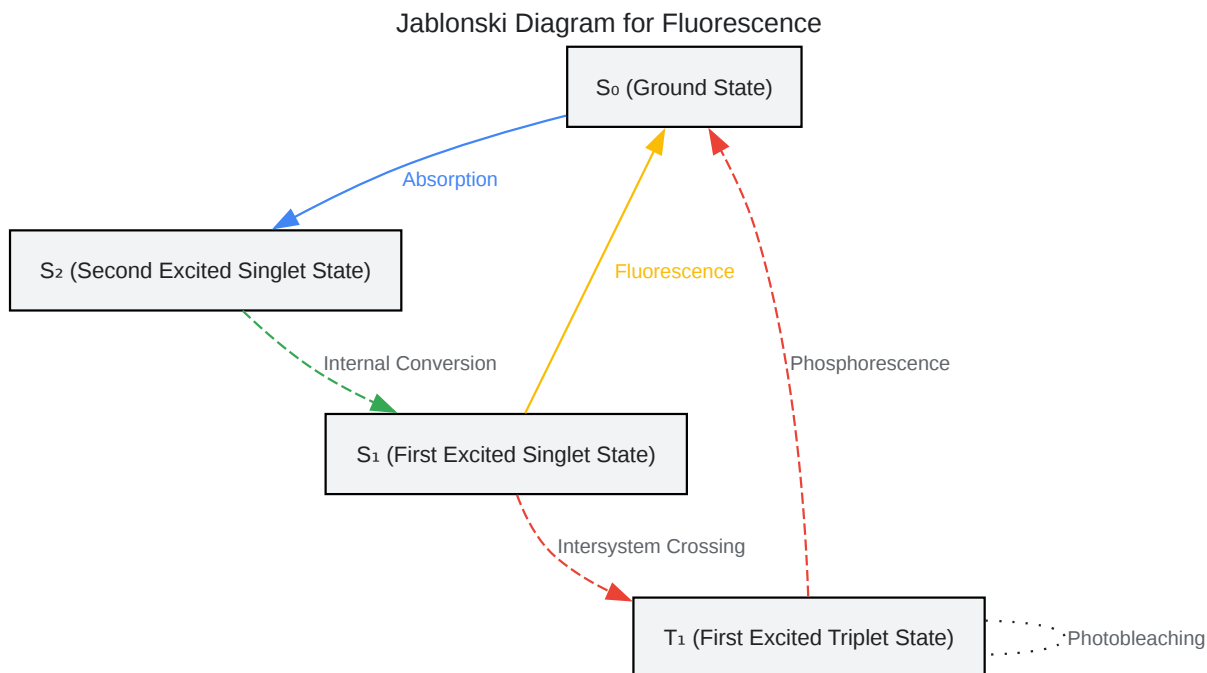 Jablonski Diagram for Fluorescence
S₀ (Ground State)
Absorption
S₂ (Second Excited Singlet State)
Fluorescence
Internal Conversion
Phosphorescence
S₁ (First Excited Singlet State)
Intersystem Crossing
T₁ (First Excited Triplet State)
Photobleaching